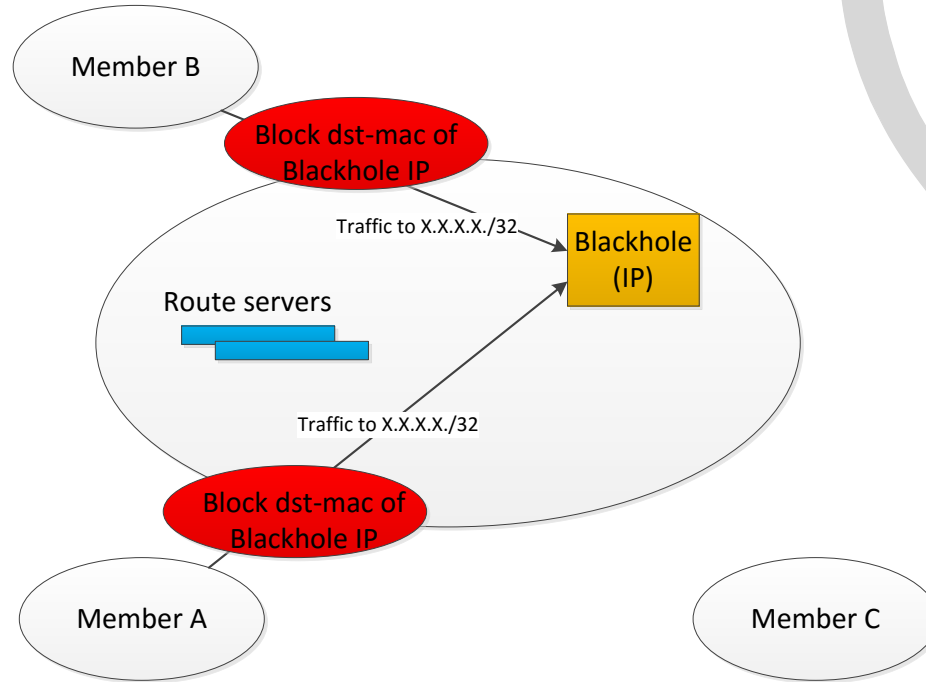 Member B
Block dst-mac of
Blackhole IP
Traffic to X.X.X.X./32
Blackhole
(IP)
Route servers
Traffic to X.X.X.X./32
Block dst-mac of
Blackhole IP
Member A
Member C